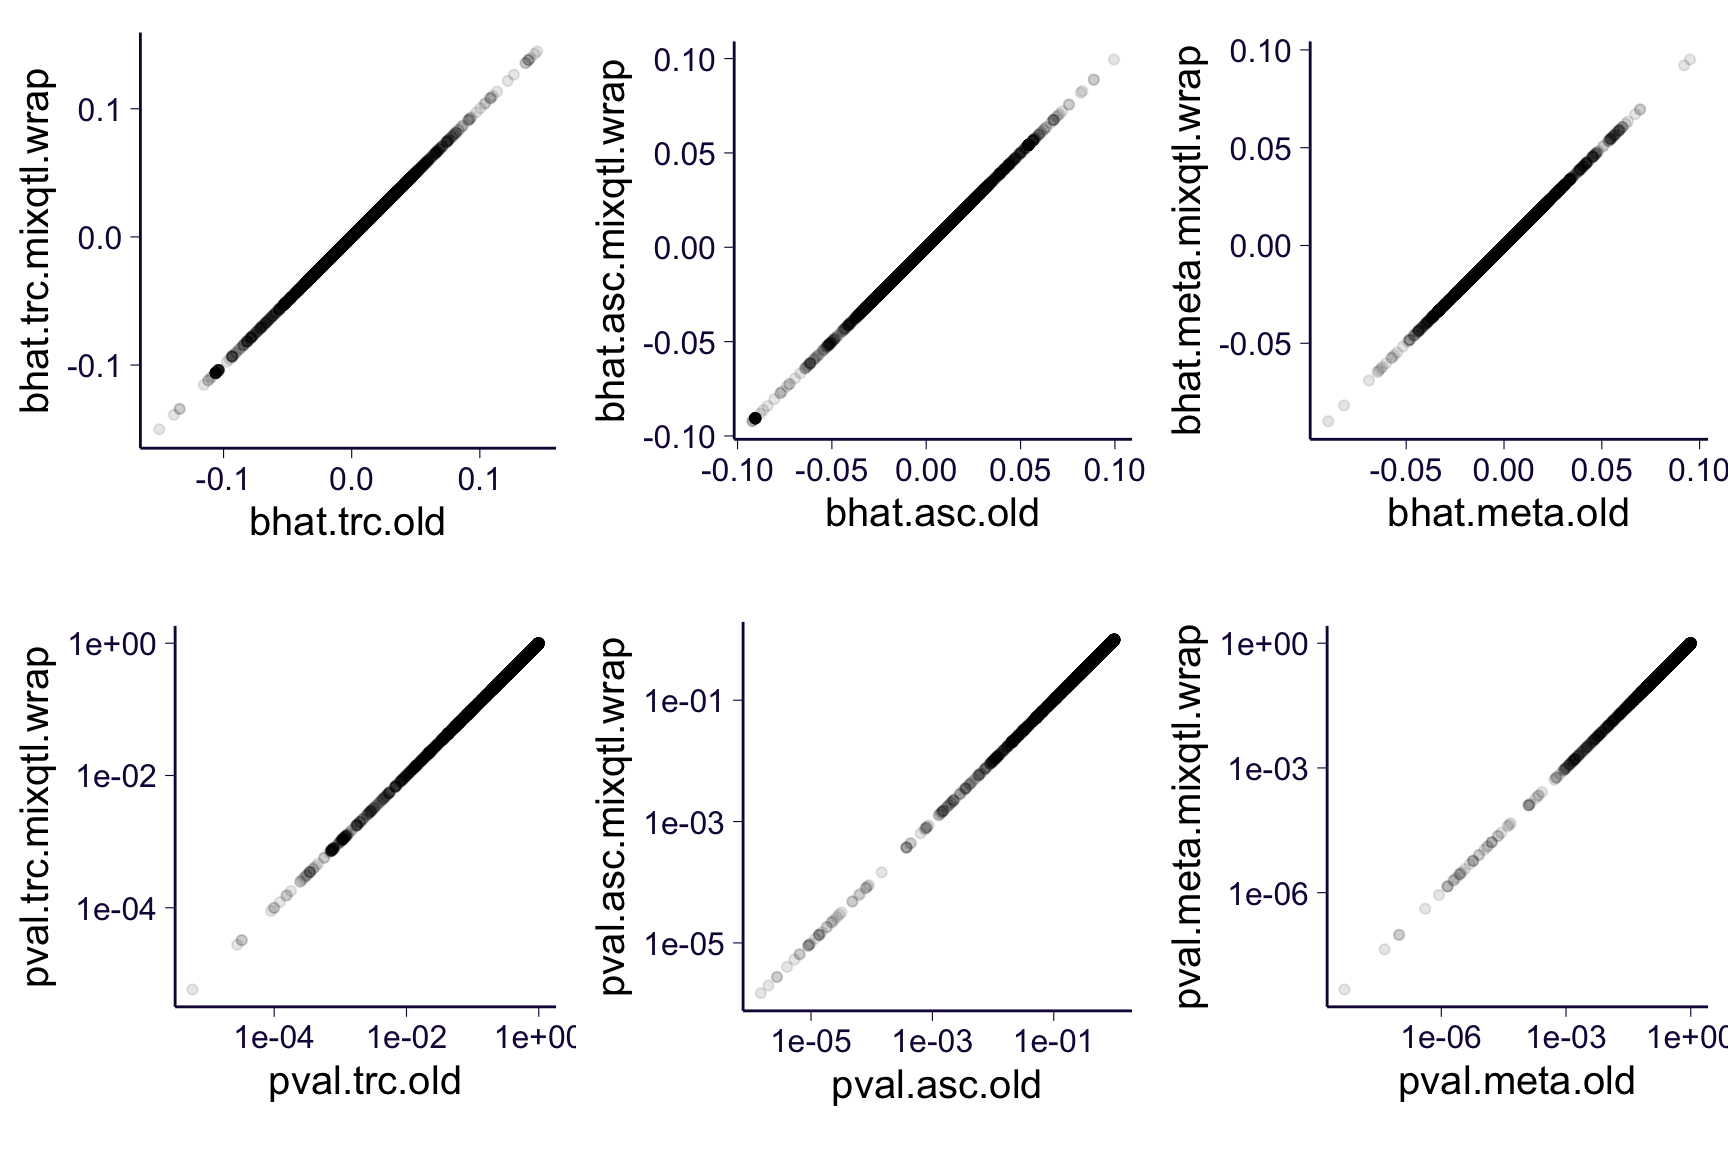 bhat.trc.mixqtl.wrap
0.1
0.0
-0.1
-0.1 0.0 0.1
bhat.trc.old
bhat.asc.mixqtl.wrap
0.10
0.05
0.00
-0.05
-0.10
-0.10 -0.05 0.00 0.05 0.10
bhat.asc.old
bhat.meta.mixqtl.wrap
0.10
0.05
0.00
-0.05
-0.05 0.00 0.05 0.10
bhat.meta.old
pval.trc.mixqtl.wrap
1e+00
1e-02
1e-04
1e-04 1e-02 1e+00
pval.trc.old
pval.asc.mixqtl.wrap
1e-01
1e-03
1e-05
1e-05 1e-03 1e-01
pval.asc.old
pval.meta.mixqtl.wrap
1e+00
1e-03
1e-06
1e-06 1e-03 1e+00
pval.meta.old